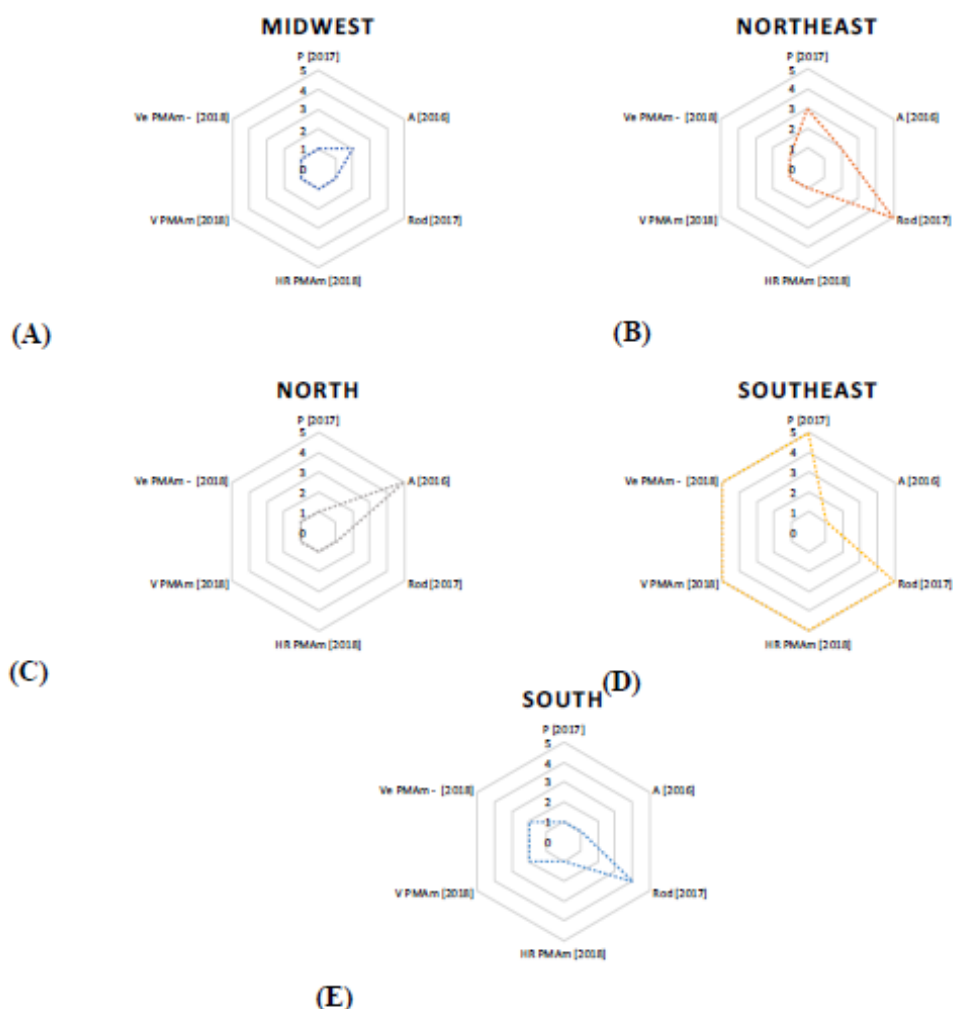 MIDWEST
P [2017]
5
4
3
2
1
0
A [2016]
Rod [2017]
HR PMAm [2018]
V PMAm [2018]
Ve PMAm - [2018]
(A)
NORTHEAST
P [2017]
5
4
3
2
1
0
A [2016]
Rod [2017]
HR PMAm [2018]
V PMAm [2018]
Ve PMAm - [2018]
(B)
NORTH
P [2017]
5
4
3
2
1
0
A [2016]
Rod [2017]
HR PMAm [2018]
V PMAm [2018]
Ve PMAm - [2018]
(C)
SOUTHEAST
P [2017]
5
4
3
2
1
0
A [2016]
Rod [2017]
HR PMAm [2018]
V PMAm [2018]
Ve PMAm - [2018]
(D)
SOUTH
P [2017]
5
4
3
2
1
0
A [2016]
Rod [2017]
HR PMAm [2018]
V PMAm [2018]
Ve PMAm - [2018]
(E)